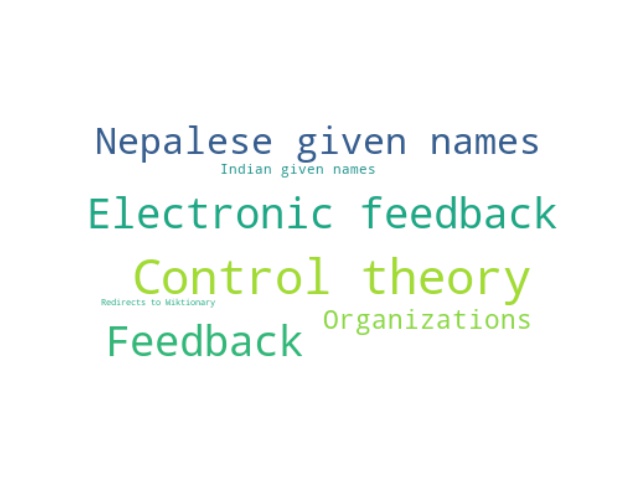 Nepalese given names
Indian given names
Electronic feedback
Control theory
Redirects to Wiktionary
Organizations
Feedback